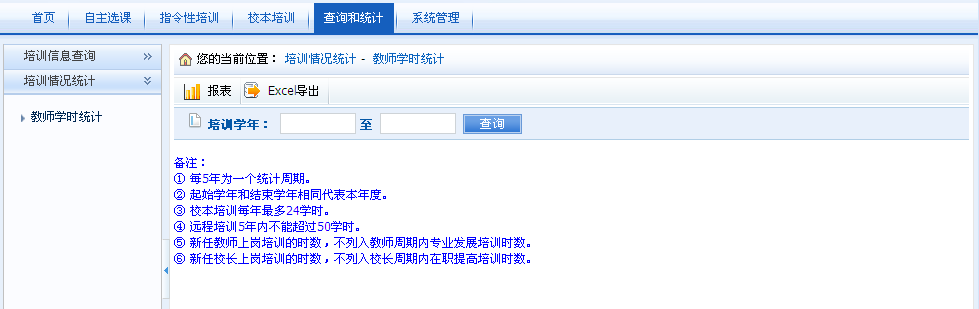 首页 自主选课 指令性培训 校本培训 查询和统计 系统管理
培训信息查询
培训情况统计
教师学时统计
您的当前位置： 培训情况统计 - 教师学时统计
报表 Excel导出
培训学年： 至 查询
备注：
① 每5年为一个统计周期。
② 起始学年和结束学年相同代表本年度。
③ 校本培训每年最多24学时。
④ 远程培训5年内不能超过50学时。
⑤ 新任教师上岗培训的时数，不列入教师周期内专业发展培训时数。
⑥ 新任校长上岗培训的时数，不列入校长周期内在职提高培训时数。